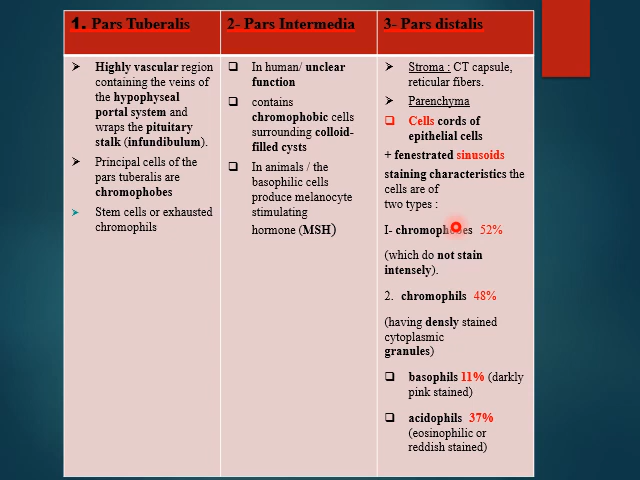 1. Pars Tuberalis
Highly vascular region
containing the veins of
the hypophyseal
portal system and
wraps the pituitary
stalk (infundibulum).
Principal cells of the
pars tuberalis are
chromophobes
Stem cells or exhausted
chromophils
2- Pars Intermedia
In human/ unclear
function
contains
chromophobic cells
surrounding colloid-
filled cysts
In animals / the
basophilic cells
produce melanocyte
stimulating
hormone (MSH)
3- Pars distalis
Stroma : CT capsule,
reticular fibers.
Parenchyma
Cells cords of
epithelial cells
+ fenestrated sinusoids
staining characteristics the
cells are of
two types :
I- chromophobes 52%
(which do not stain
intensely).
2. chromophils 48%
(having densly stained
cytoplasmic
granules)
basophils 11% (darkly
pink stained)
acidophils 37%
(eosinophilic or
reddish stained)